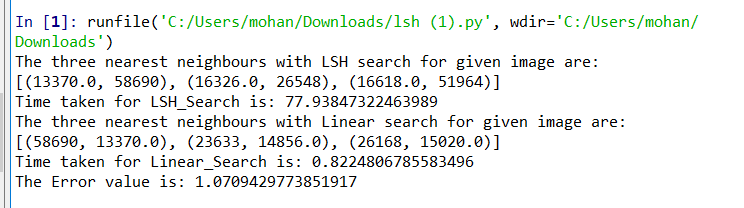 In [1]: runfile('C:/Users/mohan/Downloads/lsh (1).py', wdir='C:/Users/mohan/
Downloads')
The three nearest neighbours with LSH search for given image are:
[(13370.0, 58690), (16326.0, 26548), (16618.0, 51964)]
Time taken for LSH_Search is: 77.93847322463989
The three nearest neighbours with Linear search for given image are:
[(58690, 13370.0), (23633, 14856.0), (26168, 15020.0)]
Time taken for Linear_Search is: 0.8224806785583496
The Error value is: 1.0709429773851917